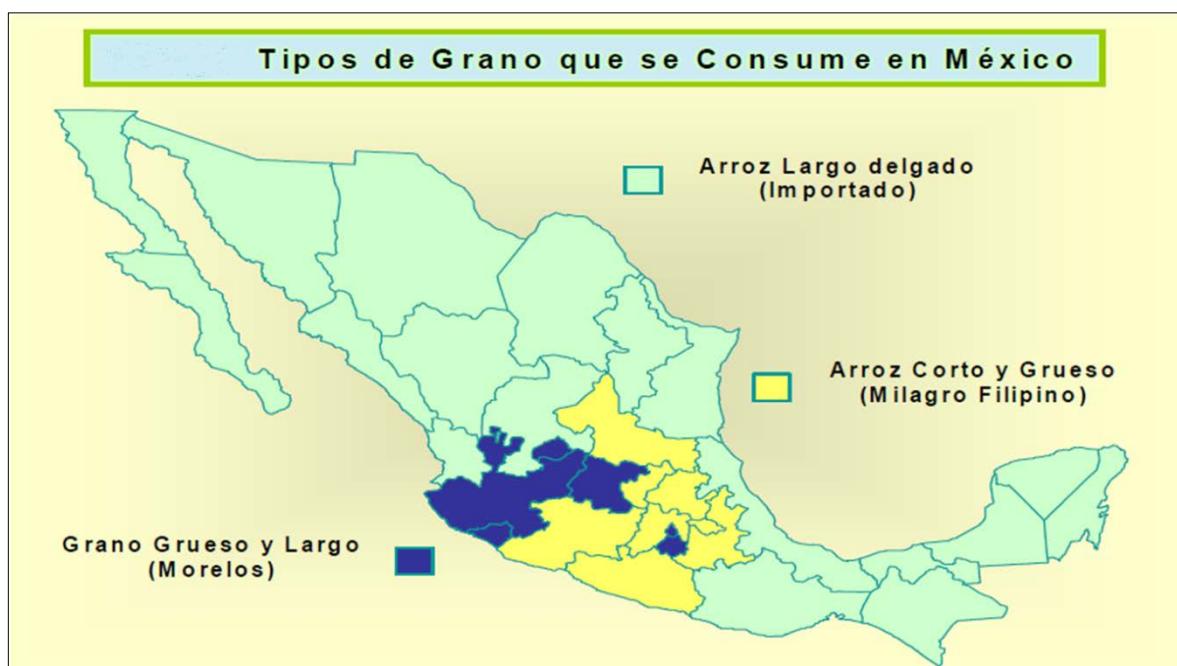 Tipos de Grano que se Consume en México
Arroz Largo delgado
(Importado)
Arroz Corto y Grueso
(Milagro Filipino)
Grano Grueso y Largo
(Morelos)